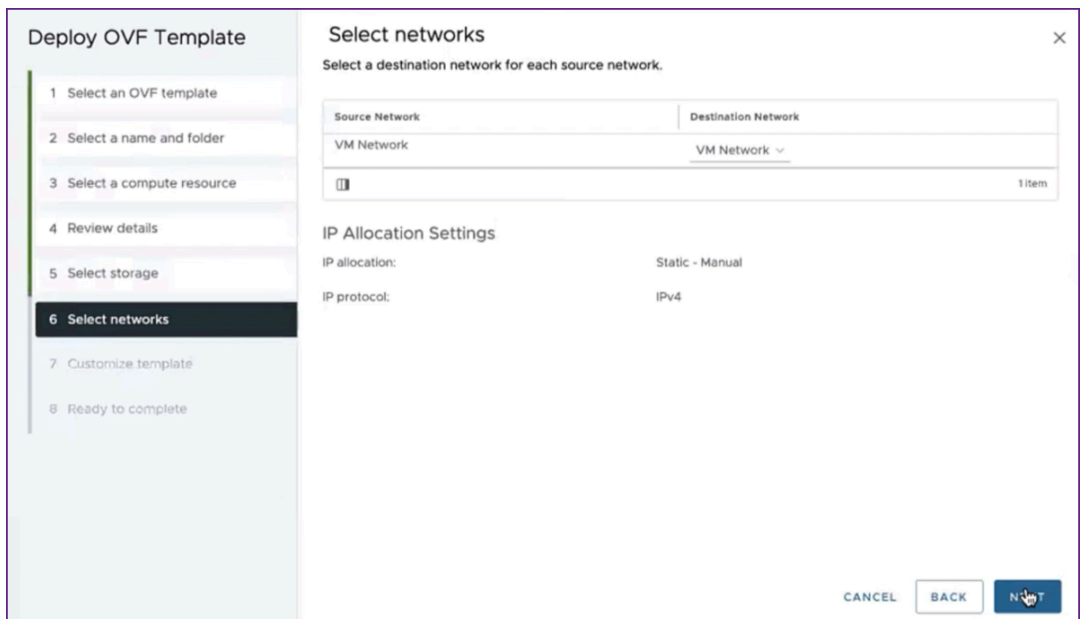 Deploy OVF Template
1 Select an OVF template
2 Select a name and folder
3 Select a compute resource
4 Review details
5 Select storage
6 Select networks
7 Customize template
8 Ready to complete
Select networks
Select a destination network for each source network.
Source Network Destination Network
VM Network VM Network
1 item
IP Allocation Settings
IP allocation: Static - Manual
IP protocol: IPv4
CANCEL BACK